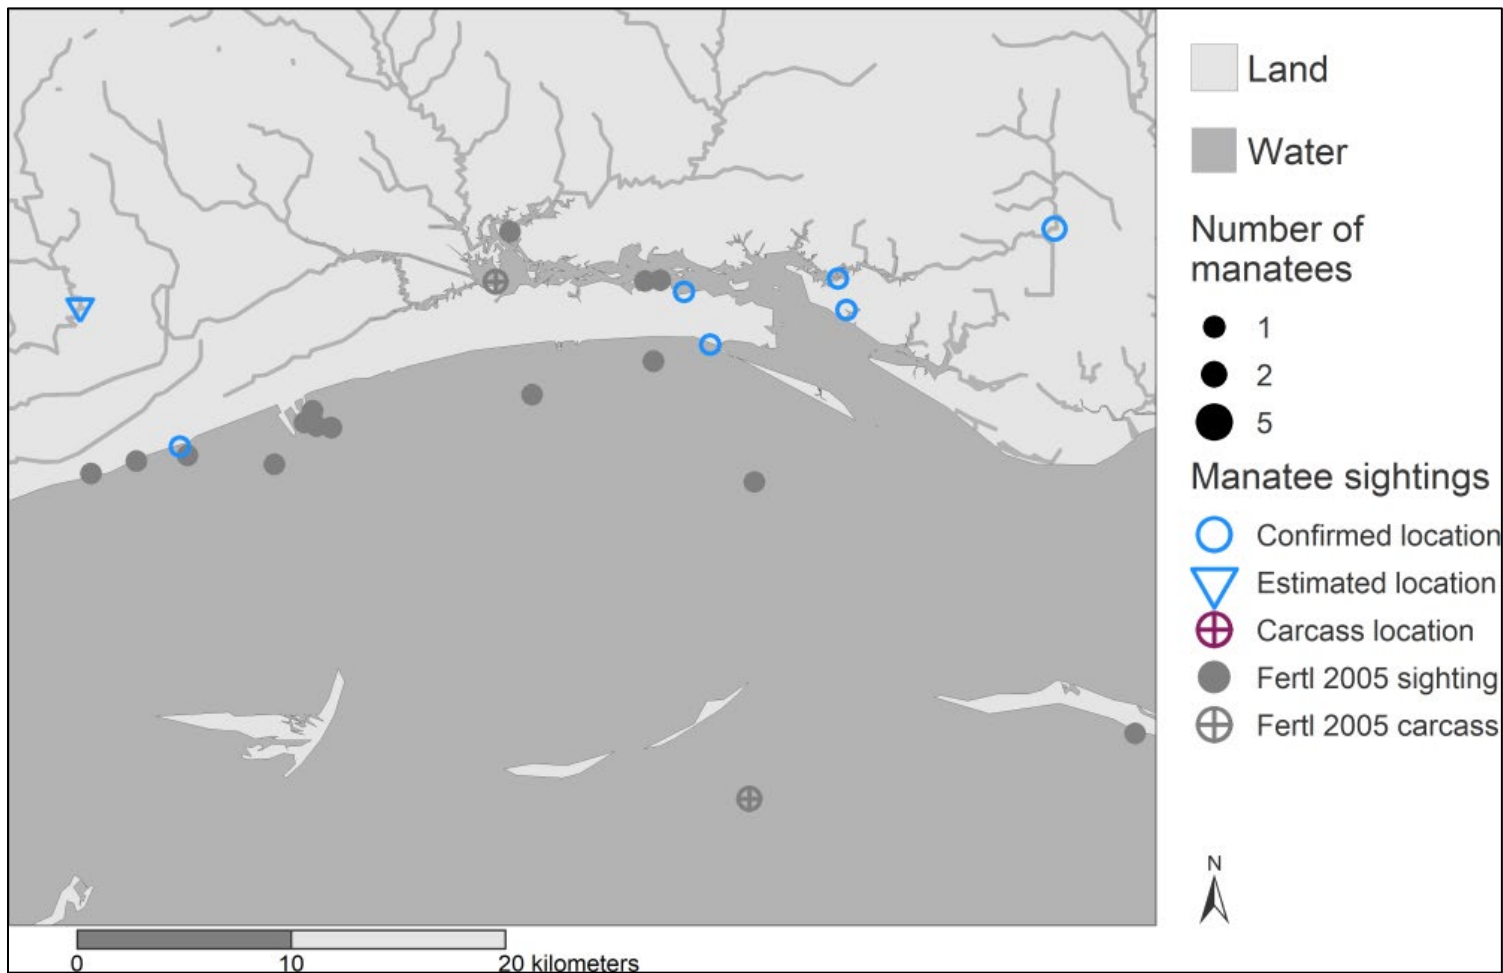 Land
Water
Number of
manatees
1
2
5
Manatee sightings
Confirmed location
Estimated location
Carcass location
Fertl 2005 sighting
Fertl 2005 carcass
N
0 10 20 kilometers